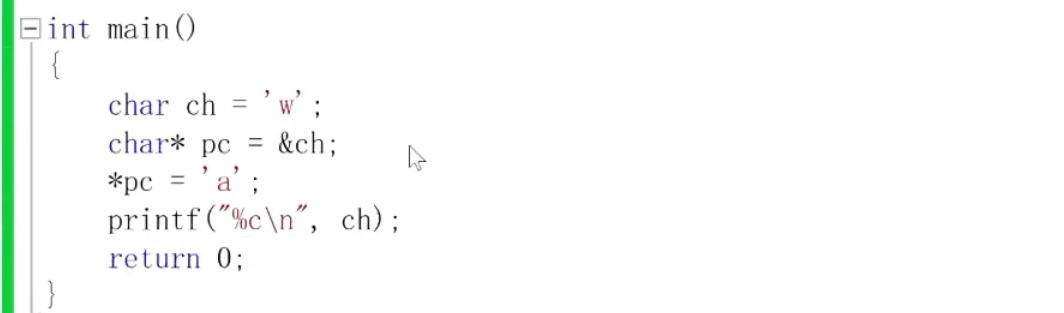 int main()
{
char ch = 'w';
char* pc = &ch;
*pc = 'a';
printf("%c\n", ch);
return 0;
}